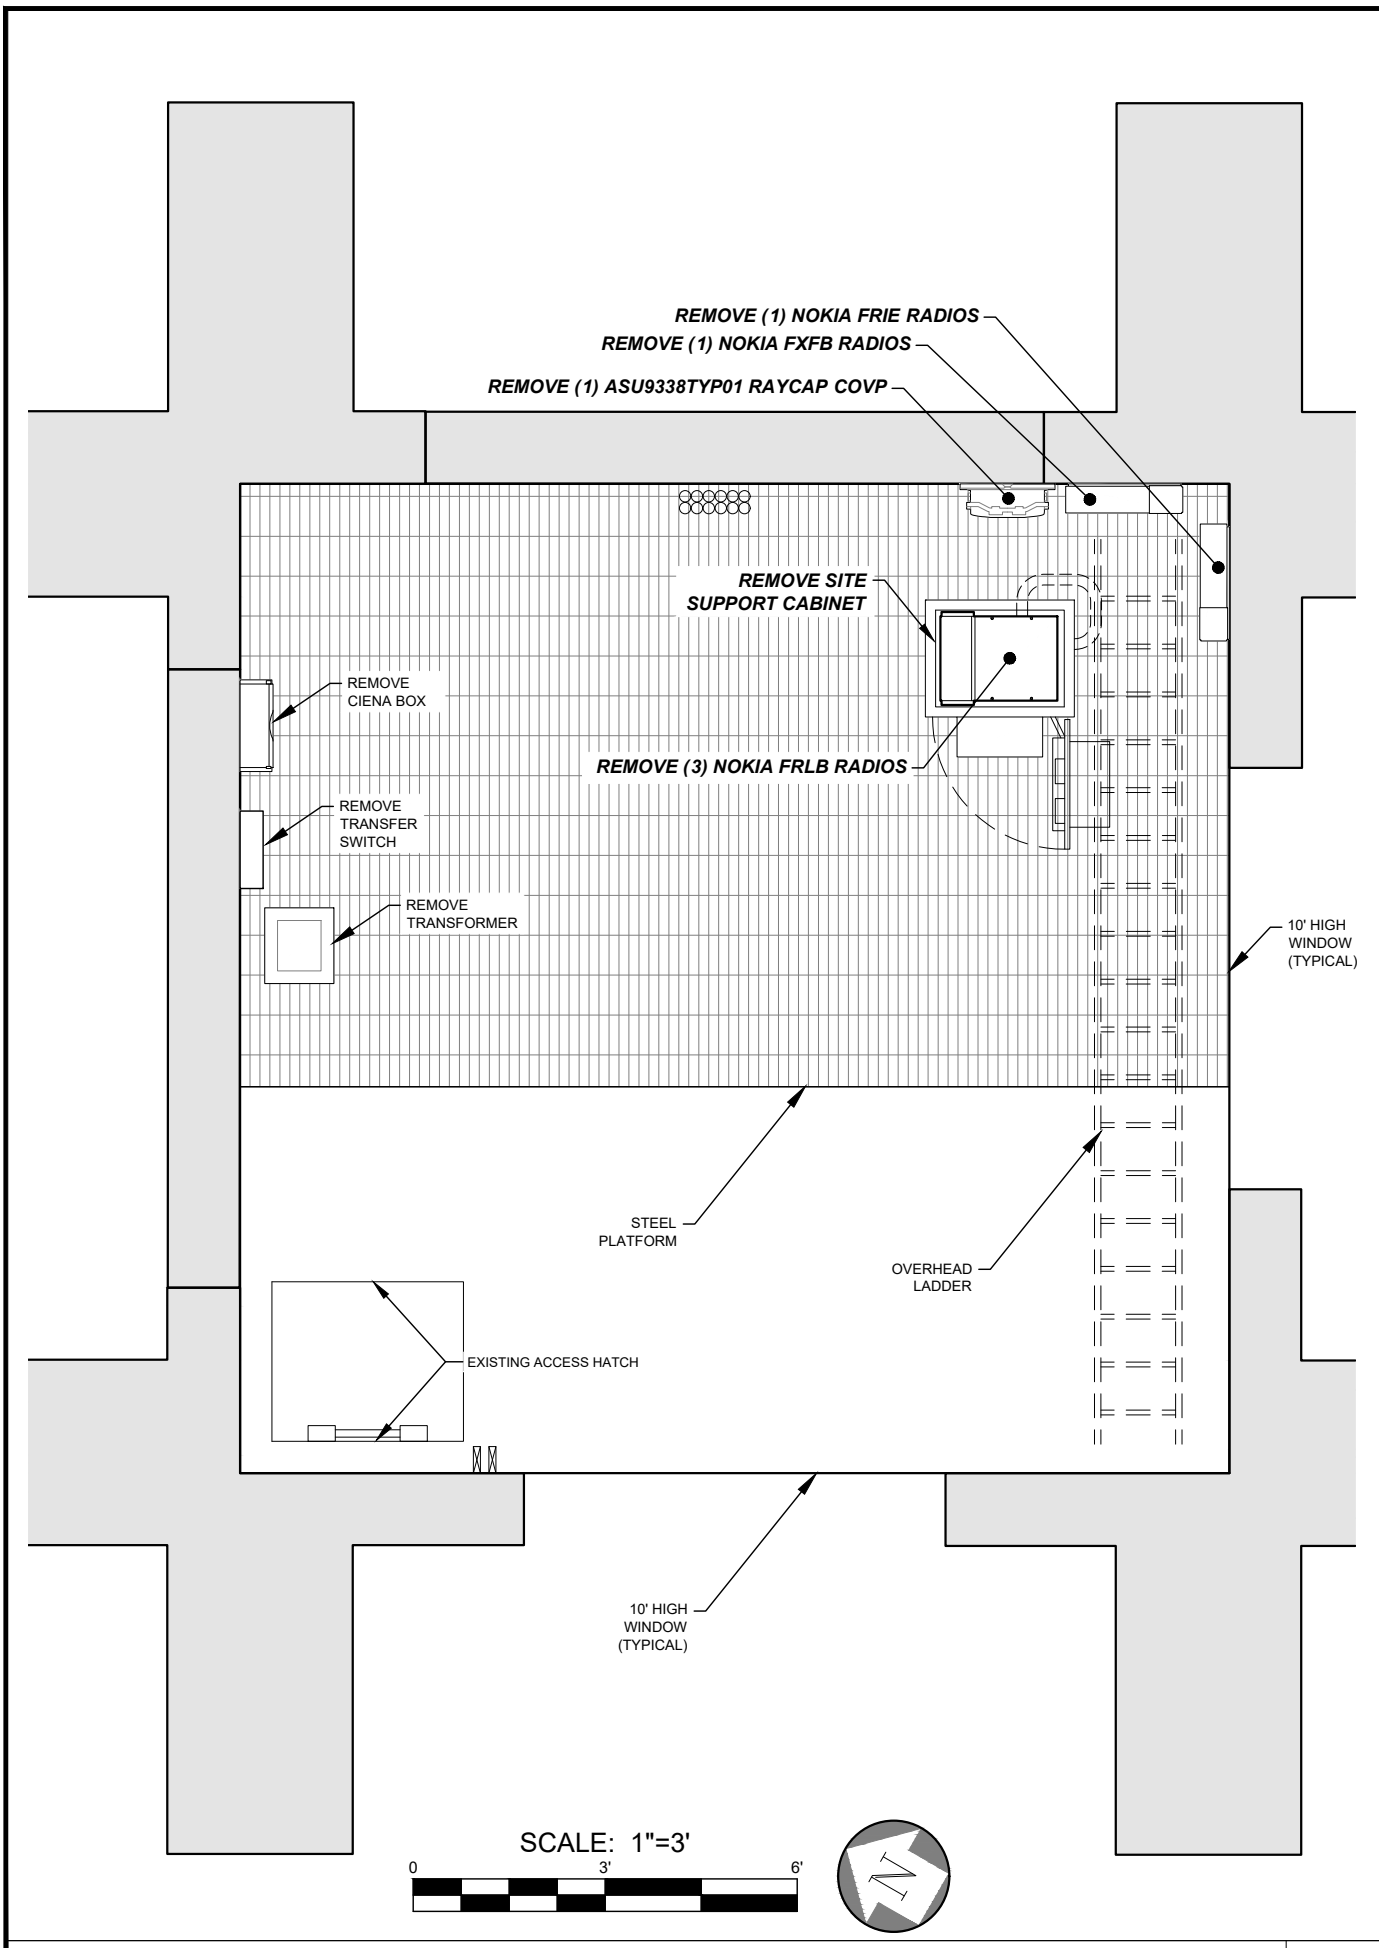 REMOVE (1) NOKIA FRIE RADIOS
REMOVE (1) NOKIA FXFB RADIOS
REMOVE (1) ASU9338TYP01 RAYCAP COVP
REMOVE SITE
SUPPORT CABINET
REMOVE
CIENA BOX
REMOVE (3) NOKIA FRLB RADIOS
REMOVE
TRANSFER
SWITCH
REMOVE
TRANSFORMER
10' HIGH
WINDOW
(TYPICAL)
STEEL
PLATFORM
OVERHEAD
LADDER
EXISTING ACCESS HATCH
10' HIGH
WINDOW
(TYPICAL)
SCALE: 1"=3'
0 3' 6'
N